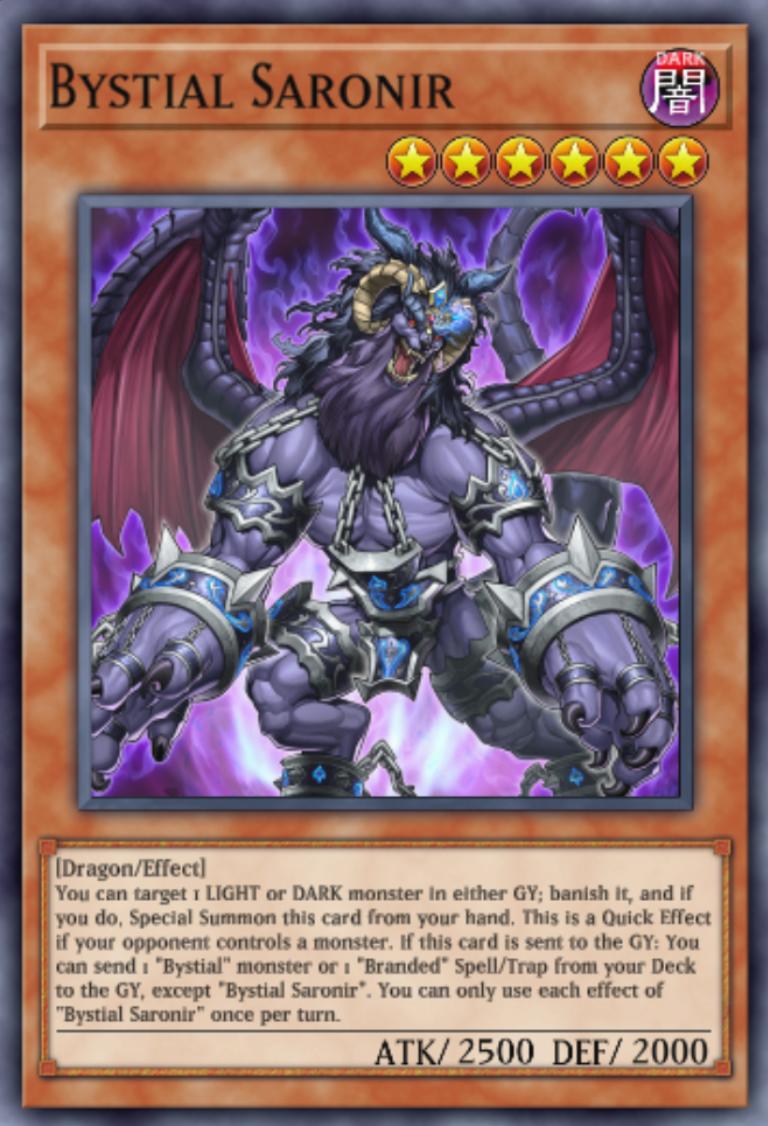 Bystial Saronir
DARK
闇
[Dragon/Effect]
You can target 1 LIGHT or DARK monster in either GY; banish it, and if
you do, Special Summon this card from your hand. This is a Quick Effect
if your opponent controls a monster. If this card is sent to the GY: You
can send 1 "Bystial" monster or 1 "Branded" Spell/Trap from your Deck
to the GY, except "Bystial Saronir". You can only use each effect of
"Bystial Saronir" once per turn.
ATK/ 2500 DEF/ 2000